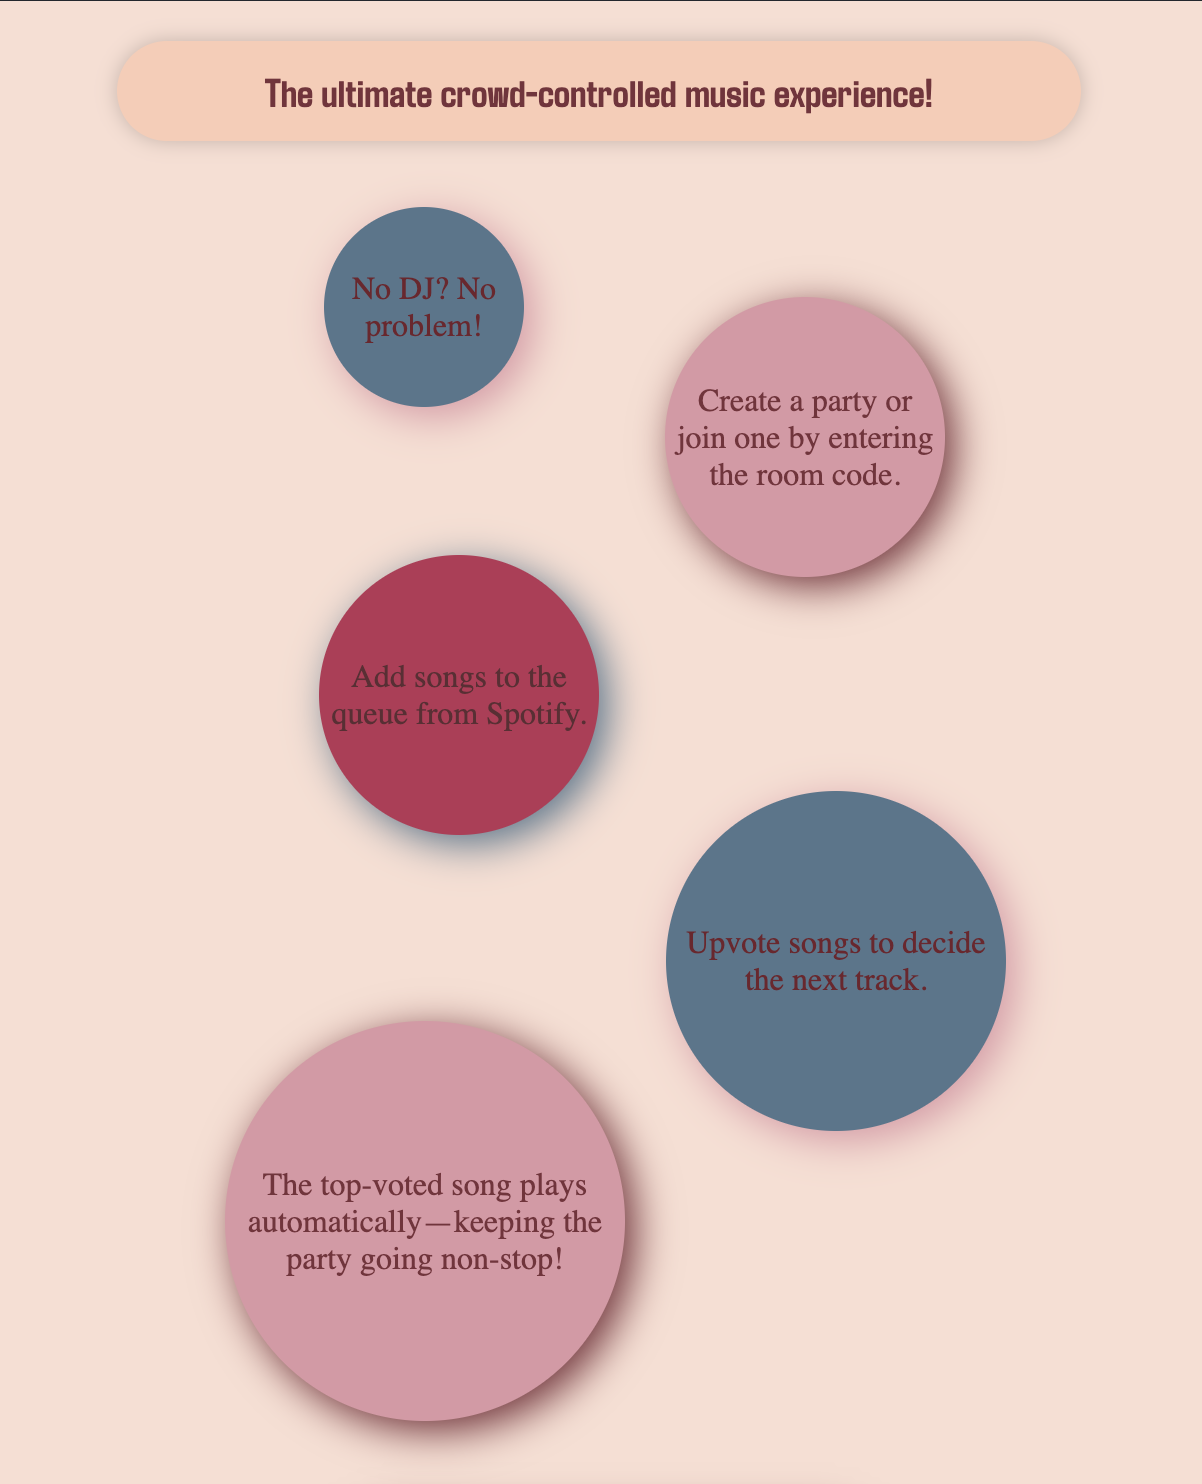 The ultimate crowd-controlled music experience!
No DJ? No
problem!
Create a party or
join one by entering
the room code.
Add songs to the
queue from Spotify.
Upvote songs to decide
the next track.
The top-voted song plays
automatically—keeping the
party going non-stop!